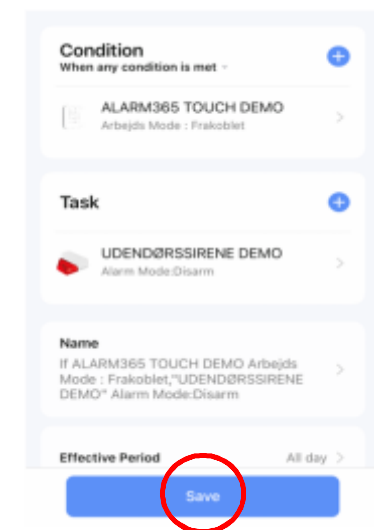 Condition
When any condition is met
ALARM365 TOUCH DEMO
Arbejds Mode : Frakoblet
Task
UDENDØRSSIRENE DEMO
Alarm Mode:Disarm
Name
If ALARM365 TOUCH DEMO Arbejds
Mode : Frakoblet,"UDENDØRSSIRENE
DEMO" Alarm Mode:Disarm
Effective Period All day
Save